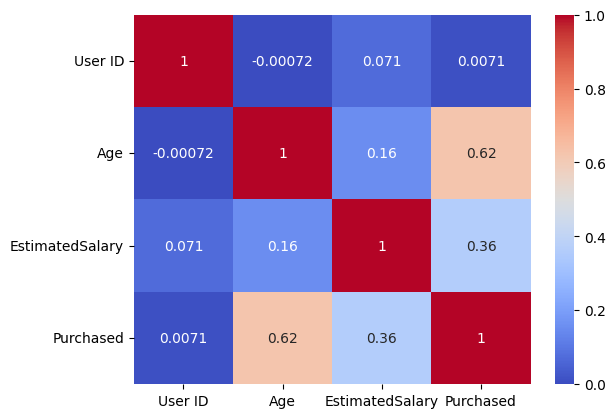 User ID 1 -0.00072 0.071 0.0071
Age -0.00072 1 0.16 0.62
EstimatedSalary 0.071 0.16 1 0.36
Purchased 0.0071 0.62 0.36 1
User ID Age EstimatedSalary Purchased
1.0
0.8
0.6
0.4
0.2
0.0